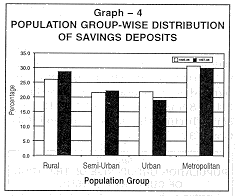 Graph – 4
POPULATION GROUP-WISE DISTRIBUTION
OF SAVINGS DEPOSITS
35.0
30.0
25.0
20.0
15.0
10.0
5.0
0.0
Percentage
Rural Semi-Urban Urban Metropolitan
Population Group